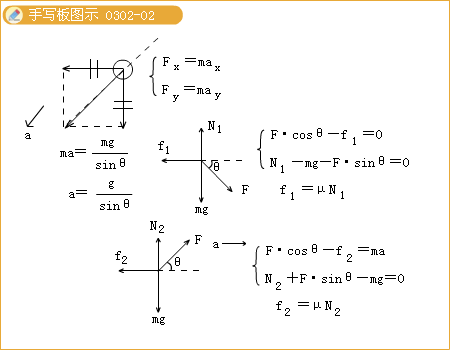 手写板图示 0302-02
Fx=max
Fy=may
a
ma=mg/sinθ
a=g/sinθ
N1
f1
θ
F
mg
F·cosθ-f1=0
N1-mg-F·sinθ=0
f1=μN1
N2
F
a
f2
θ
mg
F·cosθ-f2=ma
N2+F·sinθ-mg=0
f2=μN2